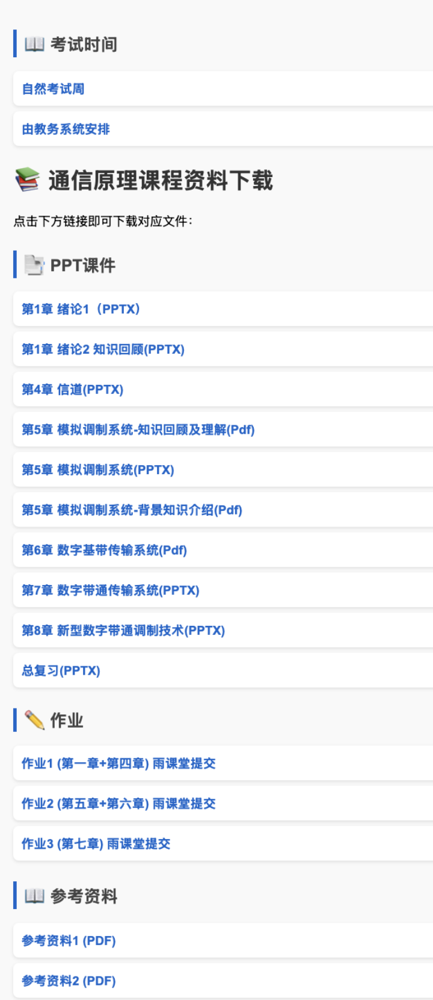 考试时间
自然考试周
由教务系统安排
通信原理课程资料下载
点击下方链接即可下载对应文件：
PPT课件
第1章 绪论1（PPTX）
第1章 绪论2 知识回顾(PPTX)
第4章 信道(PPTX)
第5章 模拟调制系统-知识回顾及理解(Pdf)
第5章 模拟调制系统(PPTX)
第5章 模拟调制系统-背景知识介绍(Pdf)
第6章 数字基带传输系统(Pdf)
第7章 数字带通传输系统(PPTX)
第8章 新型数字带通调制技术(PPTX)
总复习(PPTX)
作业
作业1 (第一章+第四章) 雨课堂提交
作业2 (第五章+第六章) 雨课堂提交
作业3 (第七章) 雨课堂提交
参考资料
参考资料1 (PDF)
参考资料2 (PDF)